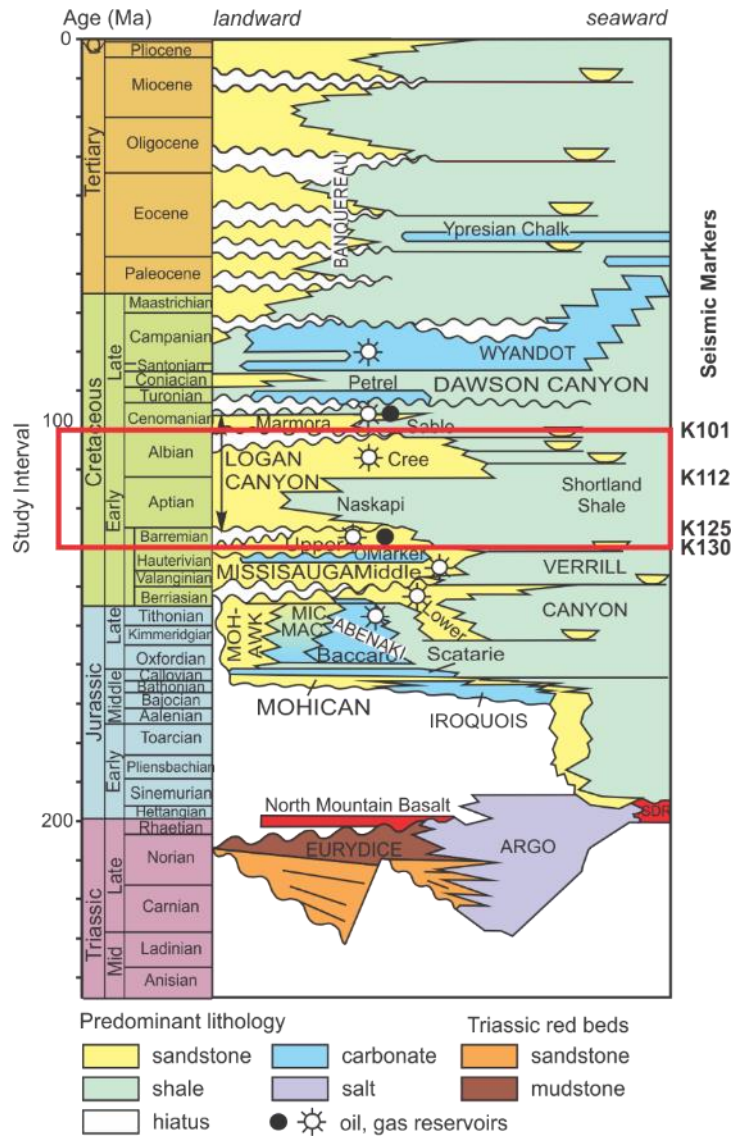 Age (Ma) landward seaward
0
Q
Pliocene
Miocene
Oligocene
Tertiary
Eocene
Paleocene
BANQUEREAU
Ypresian Chalk
Seismic Markers
Maastrichian
Campanian
Santonian
Coniacian
Turonian
Cenomanian
Late
WYANDOT
Petrel
DAWSON CANYON
100
Cretaceous
Marmora
Sable
K101
Study Interval
Albian
LOGAN
CANYON
Cree
K112
Aptian
Early
Naskapi
Shortland
Shale
K125
Barremian
Upper
K130
Hauterivian
OMarker
Valanginian
MISSISAUGA
Middle
VERRILL
Berriasian
Lower
CANYON
Tithonian
Kimmeridgian
Oxfordian
Late
MOH-
AWK
MIC
MAC
ABENAKI
Baccaro
Scatarie
Callovian
Bathonian
Bajocian
Aalenian
Middle
MOHICAN
IROQUOIS
Jurassic
Toarcian
Pliensbachian
Sinemurian
Hettangian
Early
North Mountain Basalt
SDR
200
Rhaetian
EURYDICE
ARGO
Norian
Late
Carnian
Triassic
Ladinian
Mid
Anisian
Predominant lithology Triassic red beds
sandstone carbonate sandstone
shale salt mudstone
hiatus oil, gas reservoirs